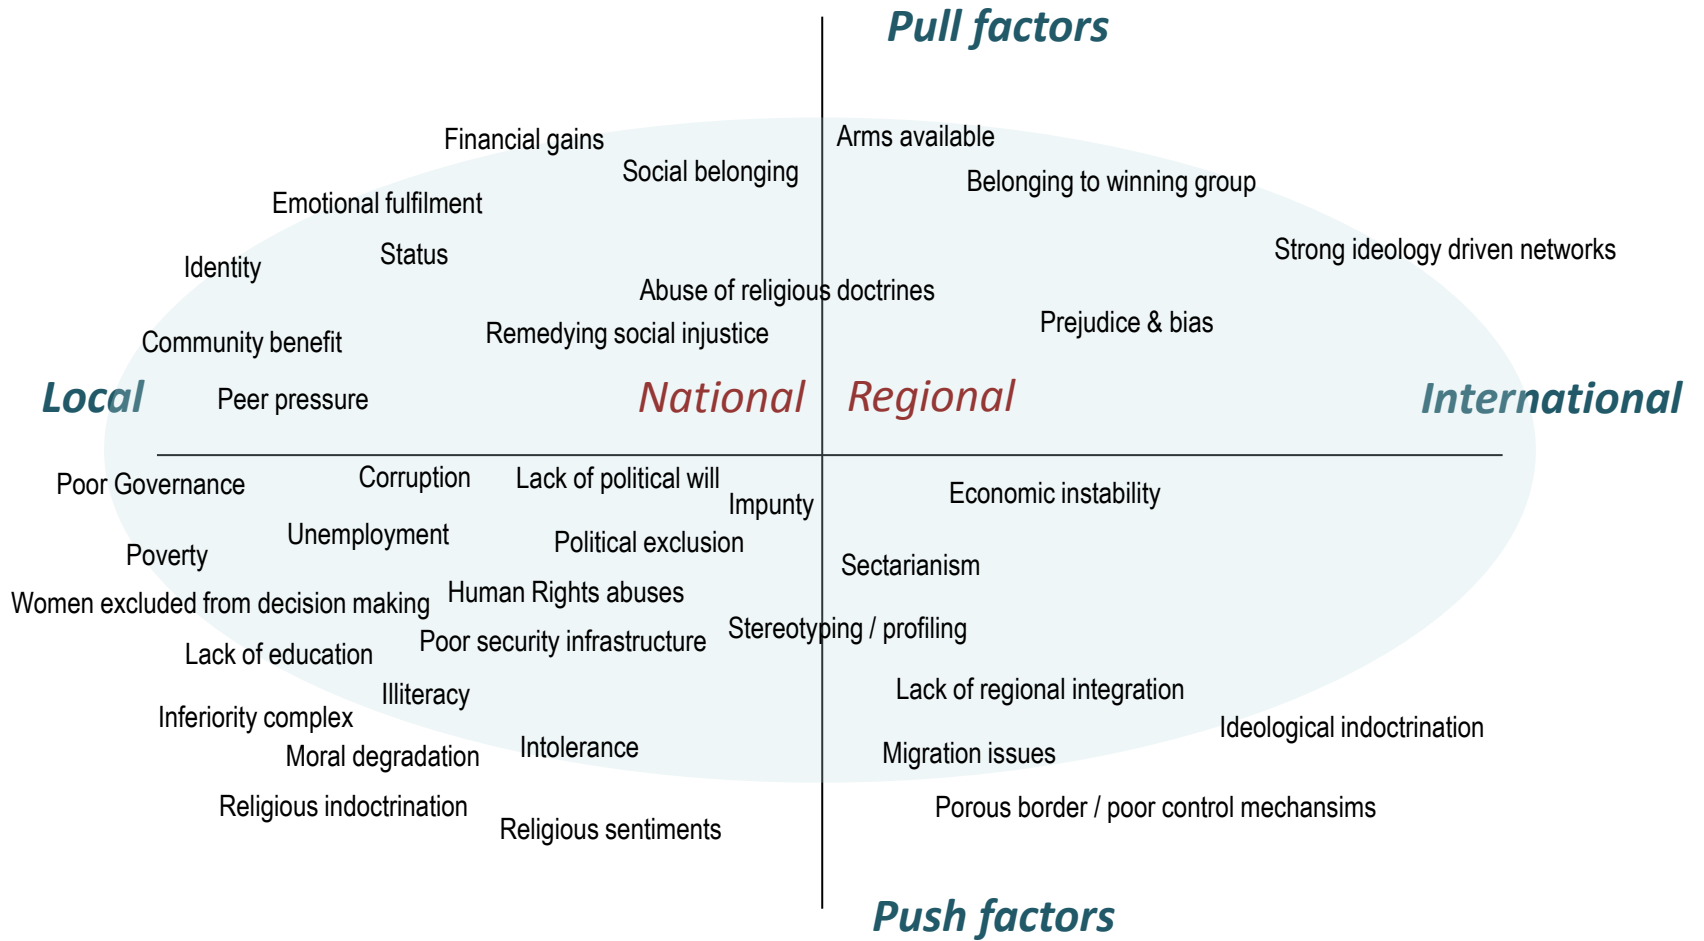 Pull factors
Arms available
Financial gains
Social belonging
Belonging to winning group
Emotional fulfilment
Strong ideology driven networks
Status
Identity
Abuse of religious doctrines
Prejudice & bias
Remedying social injustice
Community benefit
Local
Peer pressure
National
Regional
International
Poor Governance
Corruption
Lack of political will
Impunty
Economic instability
Unemployment
Political exclusion
Poverty
Sectarianism
Women excluded from decision making
Human Rights abuses
Stereotyping / profiling
Poor security infrastructure
Lack of education
Illiteracy
Lack of regional integration
Inferiority complex
Ideological indoctrination
Moral degradation
Intolerance
Migration issues
Religious indoctrination
Porous border / poor control mechansims
Religious sentiments
Push factors